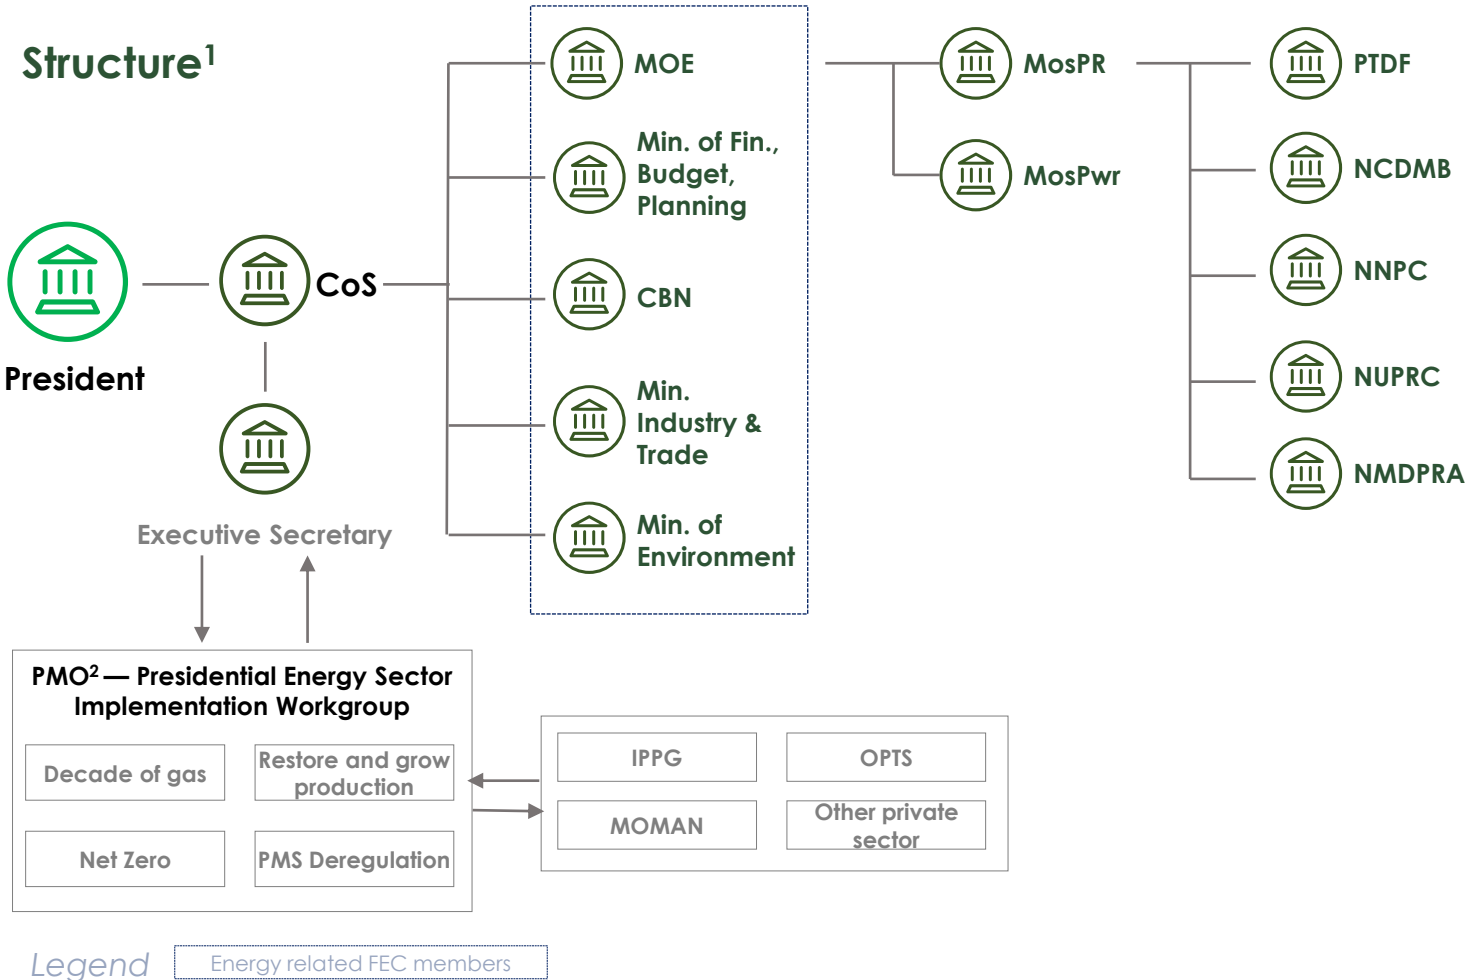 Structure¹
President
CoS
Executive Secretary
MOE
Min. of Fin.,
Budget,
Planning
CBN
Min.
Industry &
Trade
Min. of
Environment
MosPR
MosPwr
PTDF
NCDMB
NNPC
NUPRC
NMDPRA
PMO² — Presidential Energy Sector
Implementation Workgroup
Decade of gas
Restore and grow
production
Net Zero
PMS Deregulation
IPPG
OPTS
MOMAN
Other private
sector
Legend
Energy related FEC members